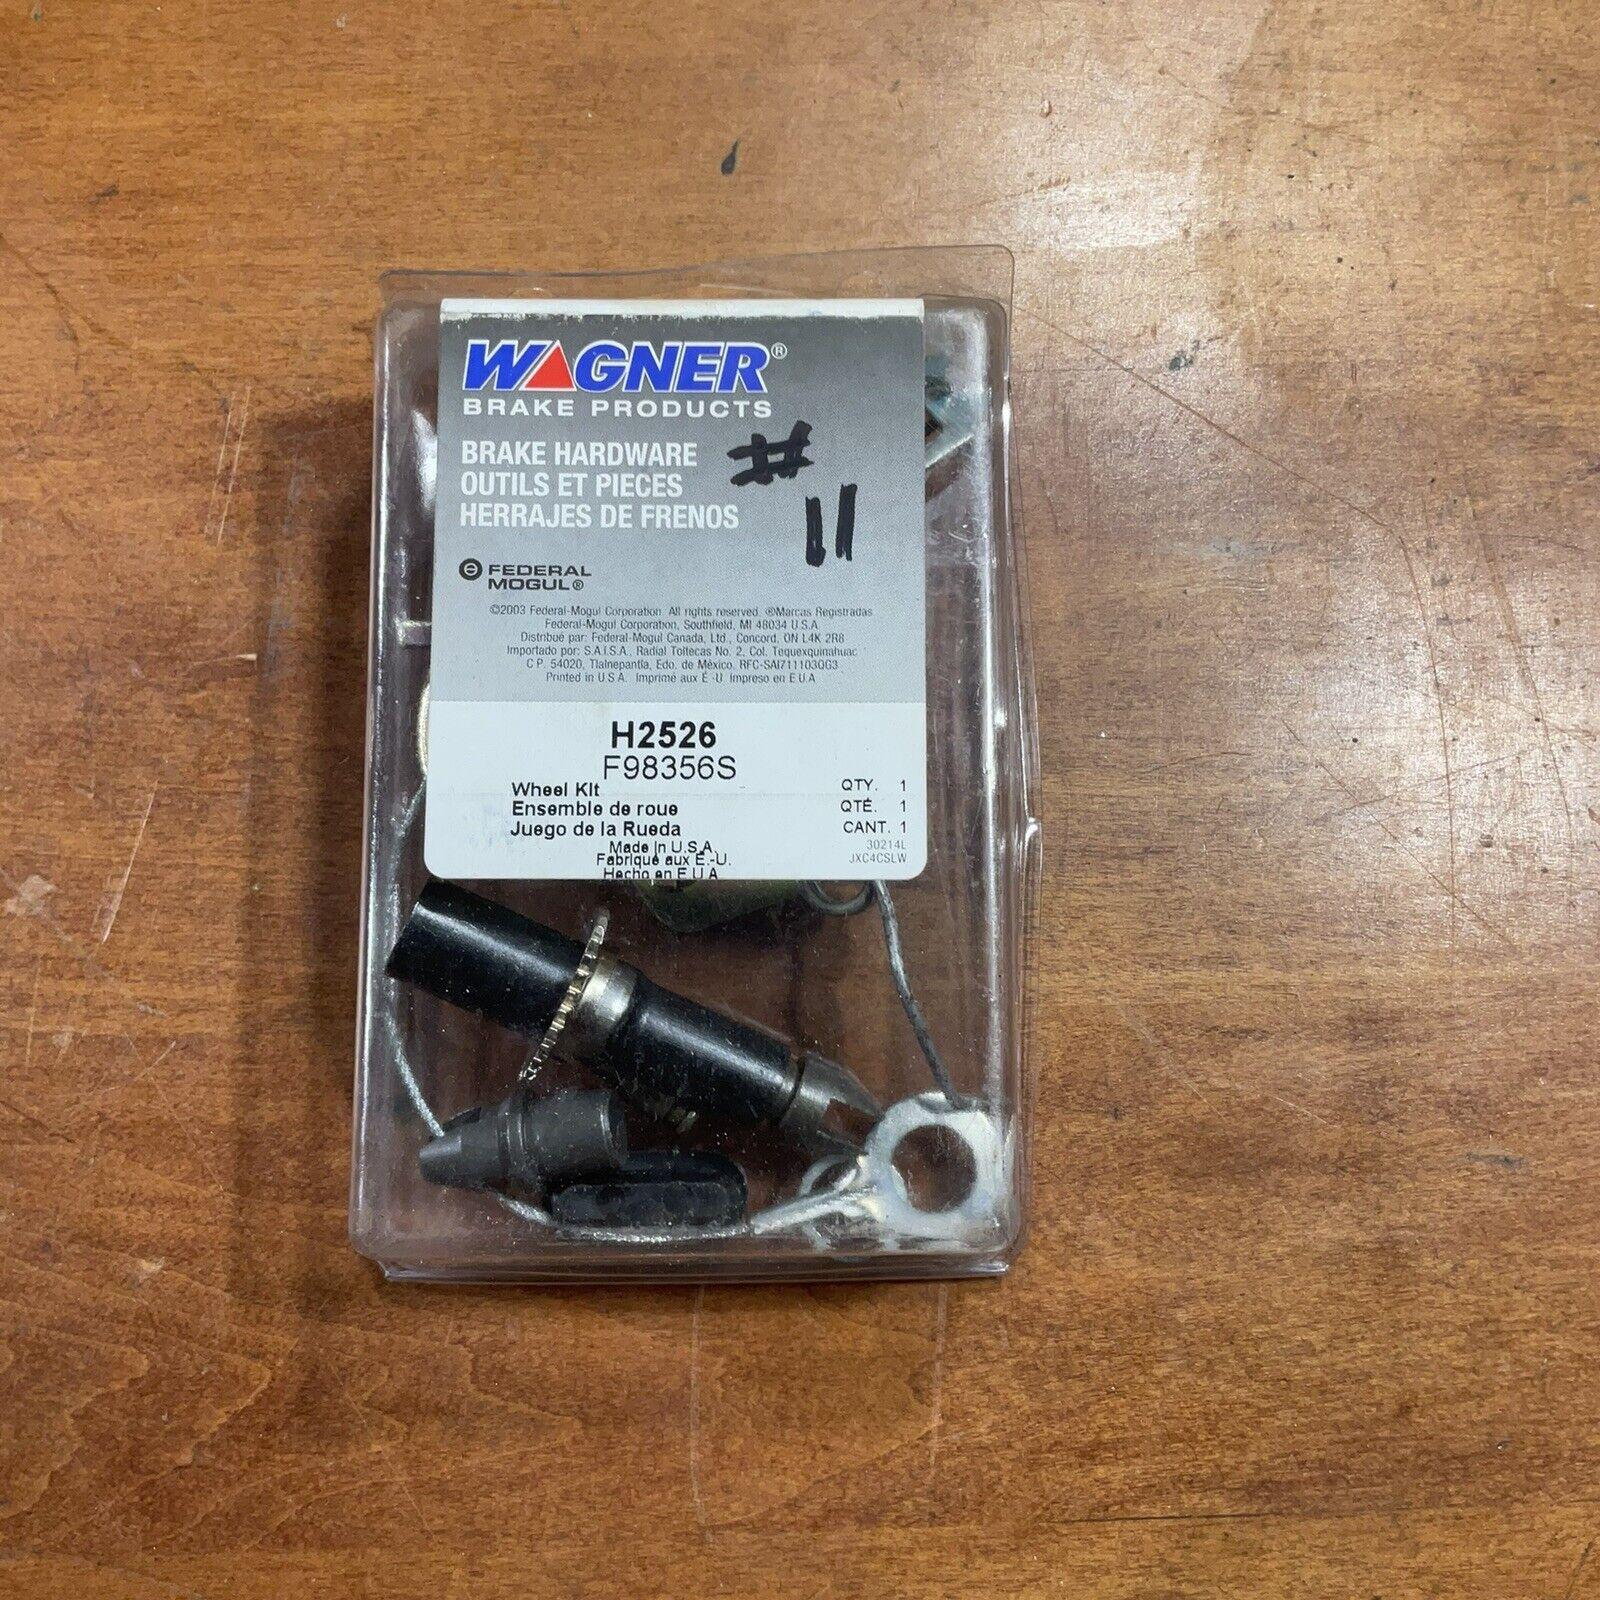 WAGNER®
BRAKE PRODUCTS
BRAKE HARDWARE
OUTILS ET PIECES
HERRAJES DE FRENOS
# 11
FEDERAL
MOGUL®
©2003 Federal-Mogul Corporation. All rights reserved. ®Marcas Registradas
Federal-Mogul Corporation, Southfield, MI 48034 U.S.A.
Distribué par: Federal-Mogul Canada, Ltd., Concord, ON L4K 2R8
Importado por: S.A.I.S.A., Radial Toltecas No. 2, Col. Tequexquinahuac
C.P. 54020, Tlalnepantla, Edo. de México. RFC-SAI711103QG3
Printed in U.S.A. Imprimé aux É.-U. Impreso en E.U.A
H2526
F98356S
Wheel Kit QTY. 1
Ensemble de roue QTÉ. 1
Juego de la Rueda CANT. 1
Made in U.S.A. 30214L
Fabriqué aux É.-U. JXC4CSLW
Hecho en E.U.A